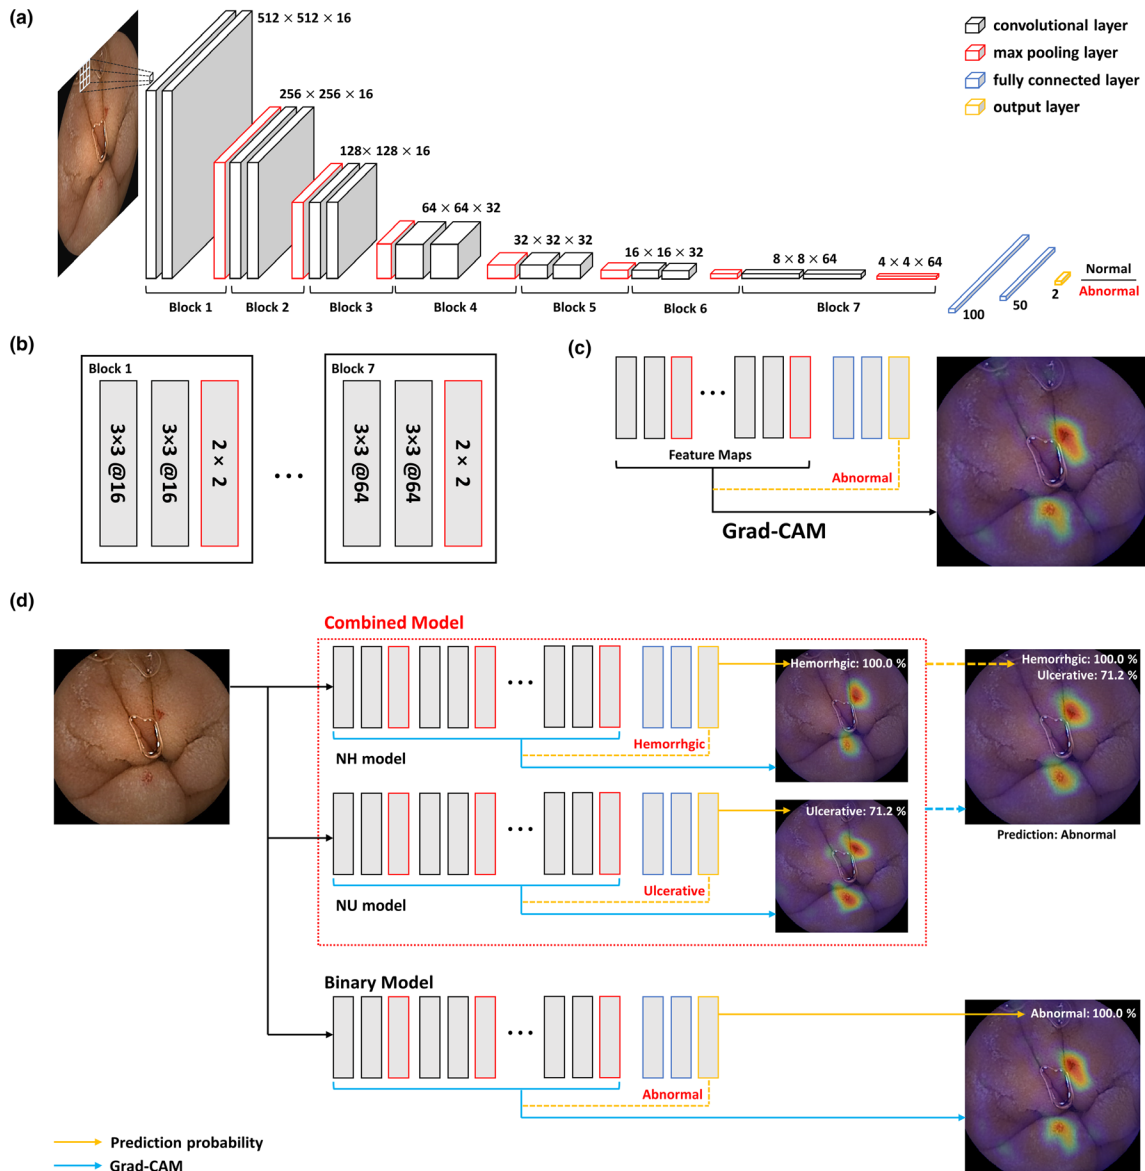 (a)
512 × 512 × 16
256 × 256 × 16
128× 128 × 16
64 × 64 × 32
32 × 32 × 32
16 × 16 × 32
8 × 8 × 64
4 × 4 × 64
convolutional layer
max pooling layer
fully connected layer
output layer
100
50
2
Normal
Abnormal
Block 1
Block 2
Block 3
Block 4
Block 5
Block 6
Block 7
(b)
Block 1
3×3 @16
3×3 @16
2 × 2
...
Block 7
3×3 @64
3×3 @64
2 × 2
(c)
...
Feature Maps
Abnormal
Grad-CAM
(d)
Combined Model
...
Hemorrhgic
NH model
Hemorrhgic: 100.0 %
Hemorrhgic: 100.0 %
Ulcerative: 71.2 %
Prediction: Abnormal
...
Ulcerative
NU model
Ulcerative: 71.2 %
Binary Model
...
Abnormal
Abnormal: 100.0 %
Prediction probability
Grad-CAM